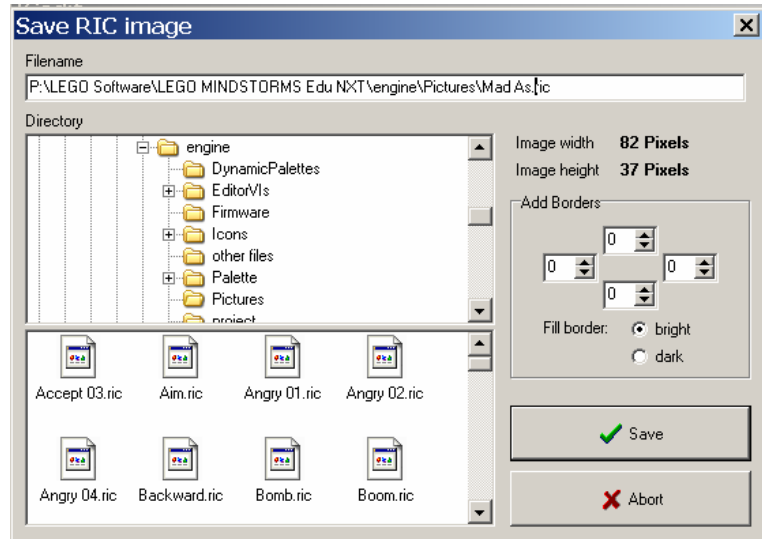 Save RIC image
Filename
P:\LEGO Software\LEGO MINDSTORMS Edu NXT\engine\Pictures\Mad As.ric
Directory
engine
DynamicPalettes
EditorVIs
Firmware
Icons
other files
Palette
Pictures
project
Accept 03.ric Aim.ric Angry 01.ric Angry 02.ric
Angry 04.ric Backward.ric Bomb.ric Boom.ric
Image width 82 Pixels
Image height 37 Pixels
Add Borders
0
0 0
0
Fill border: bright
dark
Save
Abort